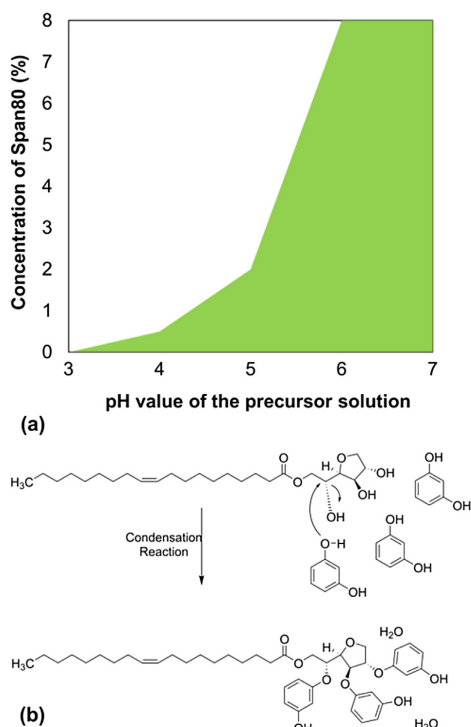 8
7
6
5
4
3
2
1
0
Concentration of Span80 (%)
3 4 5 6 7
pH value of the precursor solution
(a)
H₃C O O H O OH OH OH OH OH
O-H OH OH OH
Condensation
Reaction
H₃C O O H O H₂O
O O O OH
OH
OH H₂O
(b)